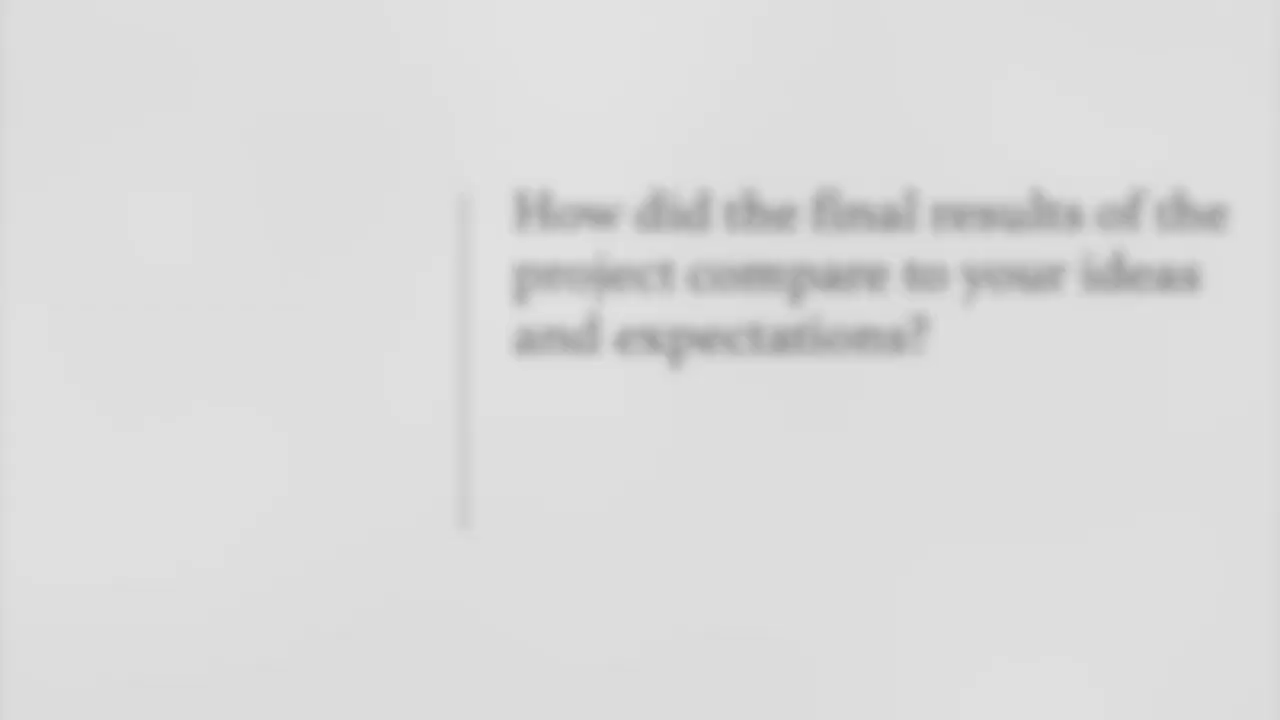 How did the final results of the
project compare to your ideas
and expectations?